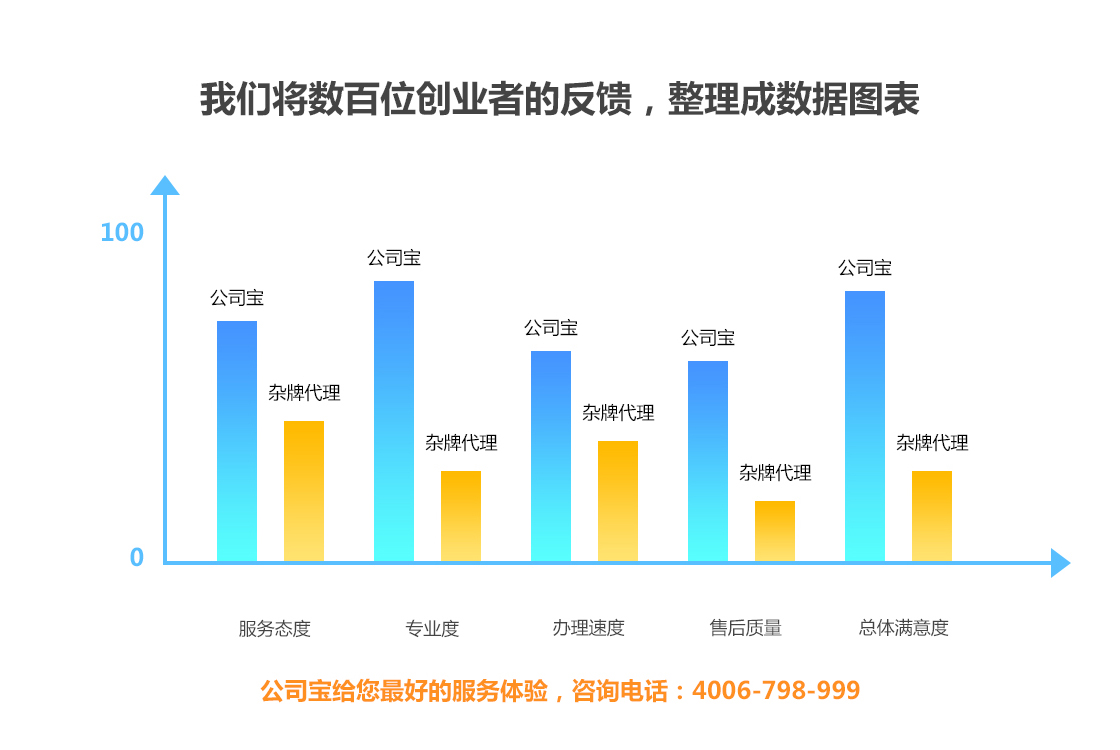 我们将数百位创业者的反馈，整理成数据图表
100
公司宝
公司宝
公司宝
公司宝
公司宝
杂牌代理
杂牌代理
杂牌代理
杂牌代理
杂牌代理
0
服务态度 专业度 办理速度 售后质量 总体满意度
公司宝给您最好的服务体验，咨询电话：4006-798-999